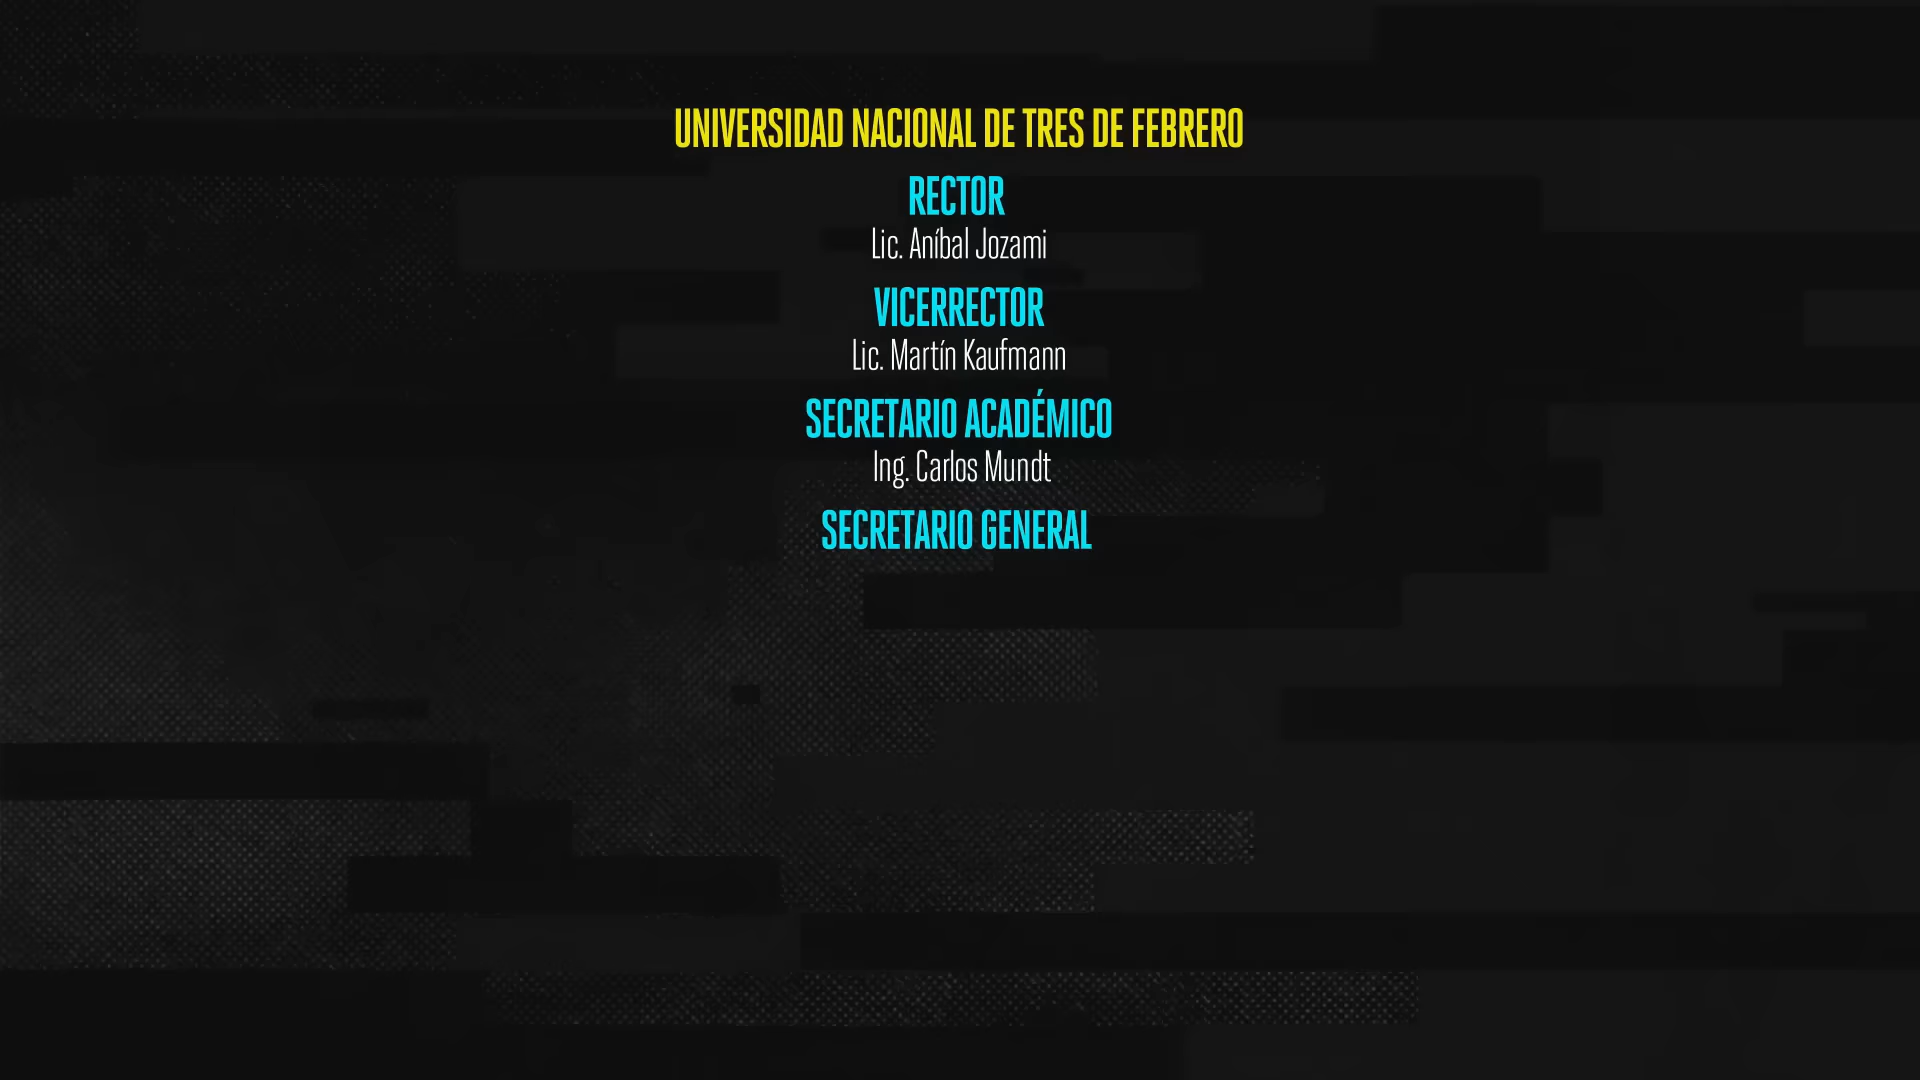 UNIVERSIDAD NACIONAL DE TRES DE FEBRERO
RECTOR
Lic. Aníbal Jozami
VICERRECTOR
Lic. Martín Kaufmann
SECRETARIO ACADÉMICO
Ing. Carlos Mundt
SECRETARIO GENERAL